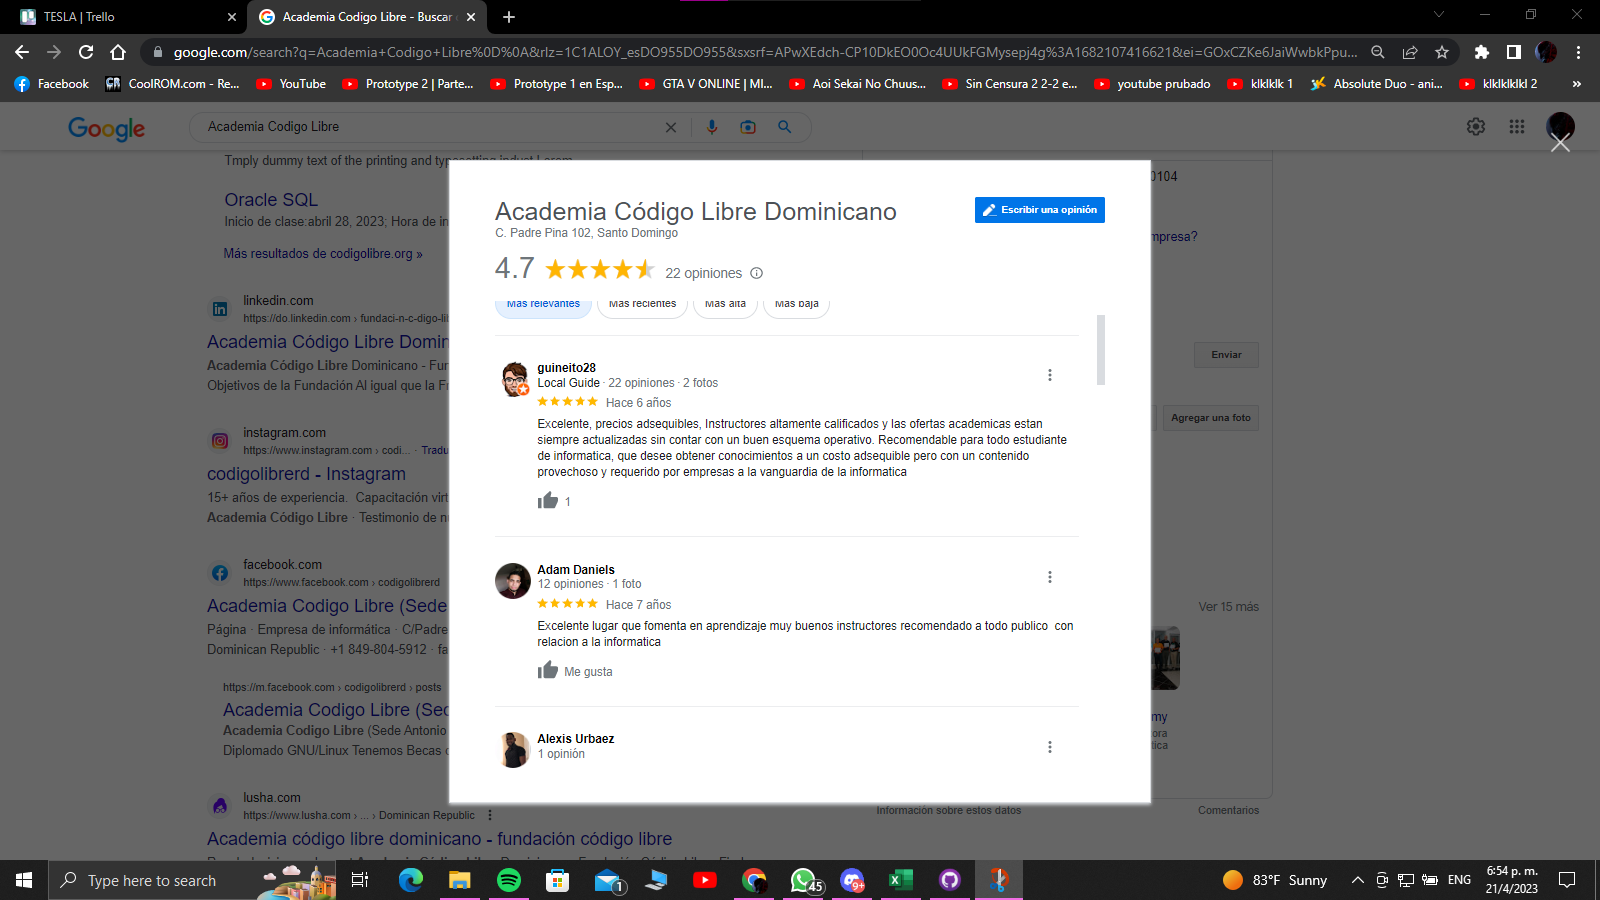 TESLA | Trello
Academia Codigo Libre - Buscar
google.com/search?q=Academia+Codigo+Libre%0D%0A&rlz=1C1ALOY_esDO955DO955&sxsrf=APwXEdch-CP10DkEO0Oc4UUkFGMysepj4g%3A1682107416621&ei=GOxCZKe6JaiWwbkPpu...
Facebook
CoolROM.com - Re...
YouTube
Prototype 2 | Parte...
Prototype 1 en Esp...
GTA V ONLINE | MI...
Aoi Sekai No Chuus...
Sin Censura 2 2-2 e...
youtube prubado
klklklk 1
Absolute Duo - ani...
klklklklkl 2
»
Google
Academia Codigo Libre
Tmply dummy text of the printing and typesetting indust Lorem
Oracle SQL
Inicio de clase:abril 28, 2023; Hora de in
Más resultados de codigolibre.org »
linkedin.com
https://do.linkedin.com › fundaci-n-c-digo-li
Academia Código Libre Domin
Academia Código Libre Dominicano - Fun
Objetivos de la Fundación Al igual que la F
instagram.com
https://www.instagram.com › codi... · Tradu
codigolibrerd - Instagram
15+ años de experiencia. Capacitación virt
Academia Código Libre · Testimonio de nu
facebook.com
https://www.facebook.com › codigolibrerd
Academia Codigo Libre (Sede
Página · Empresa de informática · C/Padre
Dominican Republic · +1 849-804-5912 · fa
https://m.facebook.com › codigolibrerd › posts
Academia Codigo Libre (Sed
Academia Codigo Libre (Sede Antonio
Diplomado GNU/Linux Tenemos Becas
lusha.com
https://www.lusha.com › ... › Dominican Republic
Academia código libre dominicano - fundación código libre
Academia Código Libre Dominicano
C. Padre Pina 102, Santo Domingo
Escribir una opinión
4.7
22 opiniones
Más relevantes
Más recientes
Más alta
Más baja
guineito28
Local Guide · 22 opiniones · 2 fotos
Hace 6 años
Excelente, precios adsequibles, Instructores altamente calificados y las ofertas academicas estan
siempre actualizadas sin contar con un buen esquema operativo. Recomendable para todo estudiante
de informatica, que desee obtener conocimientos a un costo adsequible pero con un contenido
provechoso y requerido por empresas a la vanguardia de la informatica
1
Adam Daniels
12 opiniones · 1 foto
Hace 7 años
Excelente lugar que fomenta en aprendizaje muy buenos instructores recomendado a todo publico con
relacion a la informatica
Me gusta
Alexis Urbaez
1 opinión
0104
mpresa?
Enviar
Agregar una foto
Ver 15 más
my
ora
tica
Información sobre estos datos
Comentarios
Type here to search
1
45
9+
83°F Sunny
ENG
6:54 p. m.
21/4/2023